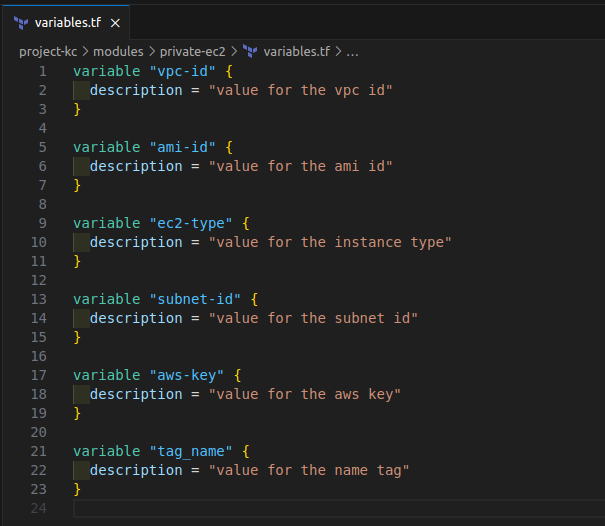 variables.tf ×
project-kc > modules > private-ec2 > variables.tf > ...
1 variable "vpc-id" {
2   description = "value for the vpc id"
3 }
4
5 variable "ami-id" {
6   description = "value for the ami id"
7 }
8
9 variable "ec2-type" {
10   description = "value for the instance type"
11 }
12
13 variable "subnet-id" {
14   description = "value for the subnet id"
15 }
16
17 variable "aws-key" {
18   description = "value for the aws key"
19 }
20
21 variable "tag_name" {
22   description = "value for the name tag"
23 }
24